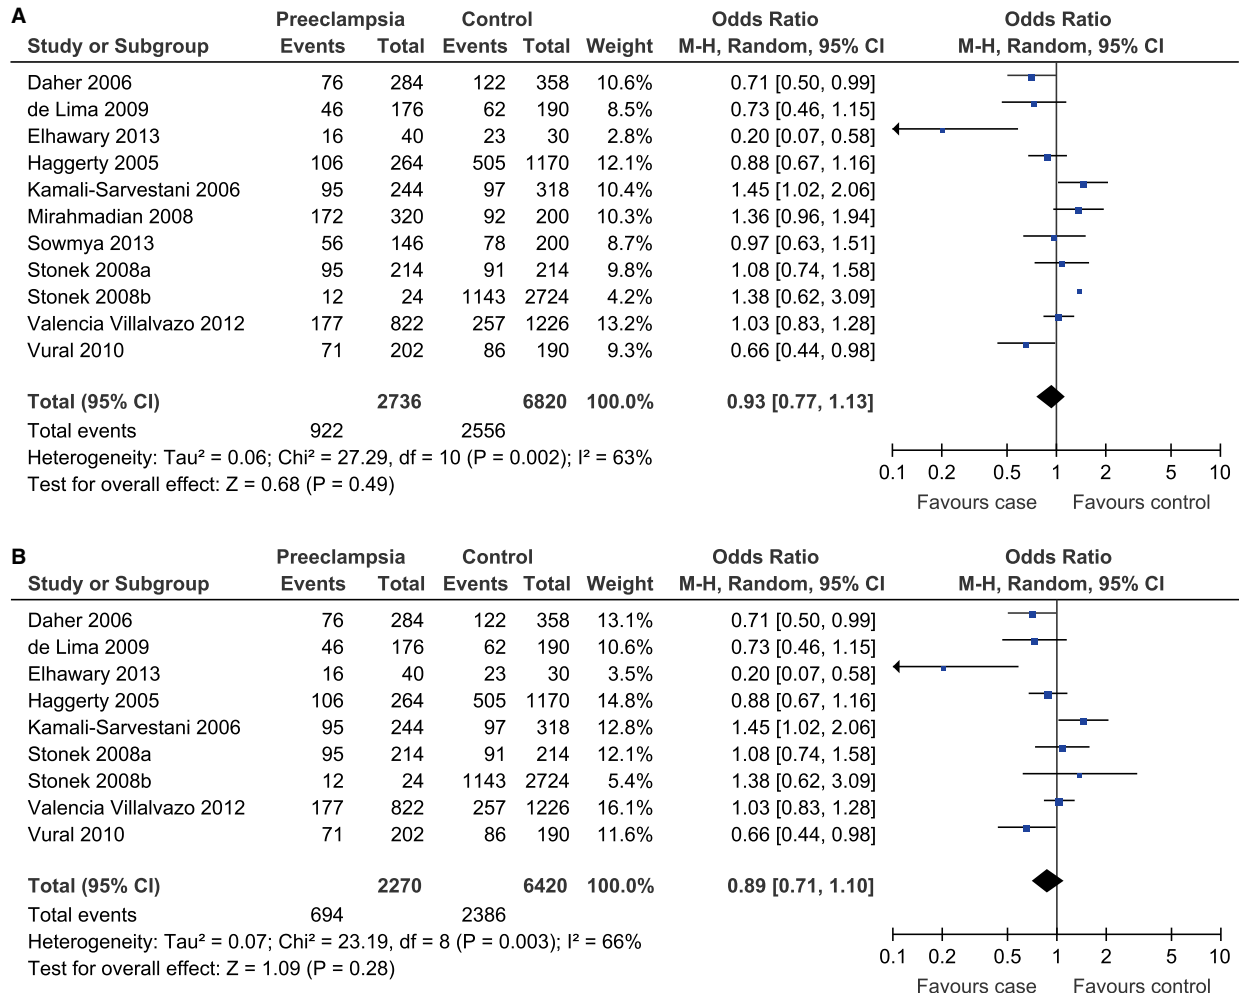 A
Preeclampsia Control Odds Ratio Odds Ratio
Study or Subgroup Events Total Events Total Weight M-H, Random, 95% CI M-H, Random, 95% CI
Daher 2006 76 284 122 358 10.6% 0.71 [0.50, 0.99]
de Lima 2009 46 176 62 190 8.5% 0.73 [0.46, 1.15]
Elhawary 2013 16 40 23 30 2.8% 0.20 [0.07, 0.58]
Haggerty 2005 106 264 505 1170 12.1% 0.88 [0.67, 1.16]
Kamali-Sarvestani 2006 95 244 97 318 10.4% 1.45 [1.02, 2.06]
Mirahmadian 2008 172 320 92 200 10.3% 1.36 [0.96, 1.94]
Sowmya 2013 56 146 78 200 8.7% 0.97 [0.63, 1.51]
Stonek 2008a 95 214 91 214 9.8% 1.08 [0.74, 1.58]
Stonek 2008b 12 24 1143 2724 4.2% 1.38 [0.62, 3.09]
Valencia Villalvazo 2012 177 822 257 1226 13.2% 1.03 [0.83, 1.28]
Vural 2010 71 202 86 190 9.3% 0.66 [0.44, 0.98]
Total (95% CI) 2736 6820 100.0% 0.93 [0.77, 1.13]
Total events 922 2556
Heterogeneity: Tau² = 0.06; Chi² = 27.29, df = 10 (P = 0.002); I² = 63%
Test for overall effect: Z = 0.68 (P = 0.49)
0.1 0.2 0.5 1 2 5 10
Favours case Favours control
B
Preeclampsia Control Odds Ratio Odds Ratio
Study or Subgroup Events Total Events Total Weight M-H, Random, 95% CI M-H, Random, 95% CI
Daher 2006 76 284 122 358 13.1% 0.71 [0.50, 0.99]
de Lima 2009 46 176 62 190 10.6% 0.73 [0.46, 1.15]
Elhawary 2013 16 40 23 30 3.5% 0.20 [0.07, 0.58]
Haggerty 2005 106 264 505 1170 14.8% 0.88 [0.67, 1.16]
Kamali-Sarvestani 2006 95 244 97 318 12.8% 1.45 [1.02, 2.06]
Stonek 2008a 95 214 91 214 12.1% 1.08 [0.74, 1.58]
Stonek 2008b 12 24 1143 2724 5.4% 1.38 [0.62, 3.09]
Valencia Villalvazo 2012 177 822 257 1226 16.1% 1.03 [0.83, 1.28]
Vural 2010 71 202 86 190 11.6% 0.66 [0.44, 0.98]
Total (95% CI) 2270 6420 100.0% 0.89 [0.71, 1.10]
Total events 694 2386
Heterogeneity: Tau² = 0.07; Chi² = 23.19, df = 8 (P = 0.003); I² = 66%
Test for overall effect: Z = 1.09 (P = 0.28)
0.1 0.2 0.5 1 2 5 10
Favours case Favours control